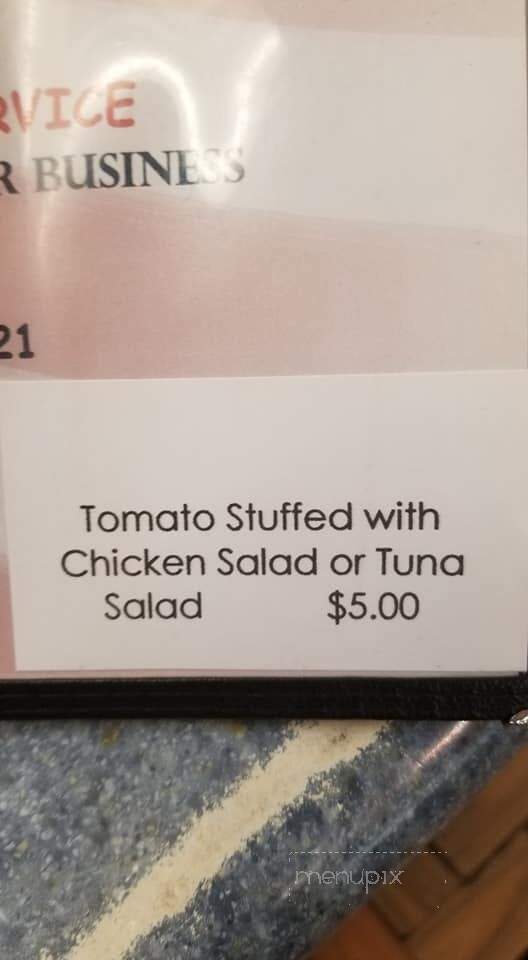 RVICE
R BUSINESS
21
Tomato Stuffed with
Chicken Salad or Tuna
Salad $5.00
menupix